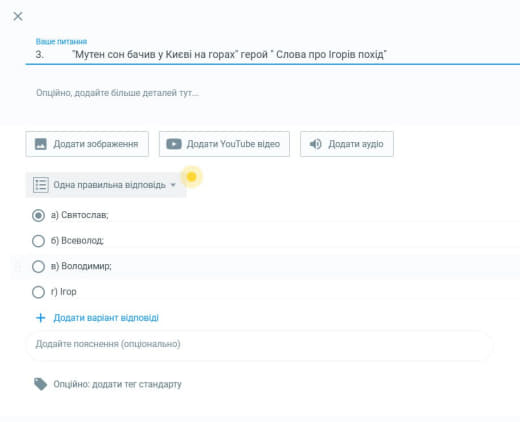 Ваше питання
3. "Мутен сон бачив у Києві на горах" герой " Слова про Ігорів похід"
Опційно, додайте більше деталей тут...
Додати зображення Додати YouTube відео Додати аудіо
Одна правильна відповідь
а) Святослав;
б) Всеволод;
в) Володимир;
г) Ігор
+ Додати варіант відповіді
Додайте пояснення (опціонально)
Опційно: додати тег стандарту